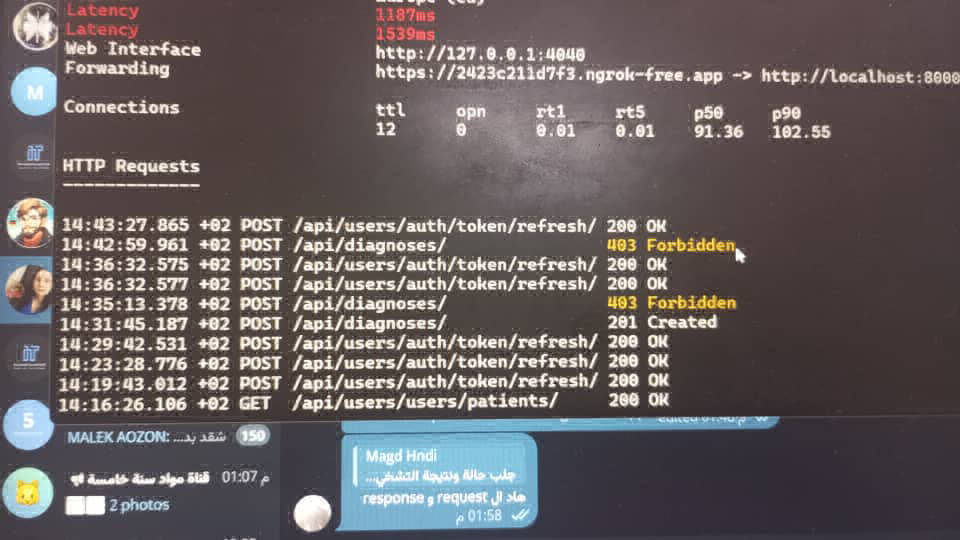 Latency 1187ms
Latency 1539ms
Web Interface http://127.0.0.1:4040
Forwarding https://2423c211d7f3.ngrok-free.app -> http://localhost:8000
Connections ttl opn rt1 rt5 p50 p90
12 0 0.01 0.01 91.36 102.55
HTTP Requests
-------------
14:43:27.865 +02 POST /api/users/auth/token/refresh/ 200 OK
14:42:59.961 +02 POST /api/diagnoses/ 403 Forbidden
14:36:32.575 +02 POST /api/users/auth/token/refresh/ 200 OK
14:36:32.577 +02 POST /api/users/auth/token/refresh/ 200 OK
14:35:13.378 +02 POST /api/diagnoses/ 403 Forbidden
14:31:45.187 +02 POST /api/diagnoses/ 201 Created
14:29:42.531 +02 POST /api/users/auth/token/refresh/ 200 OK
14:23:28.776 +02 POST /api/users/auth/token/refresh/ 200 OK
14:19:43.012 +02 POST /api/users/auth/token/refresh/ 200 OK
14:16:26.106 +02 GET /api/users/users/patients/ 200 OK
M
5
MALEK AOZON: شقد بد... 150
قناة مواد سنة خامسة
01:07 م
2 photos
edited
Magd Hndi
جلب حالة ونتيجة التشخي...
هاد ال request و response
01:58 م